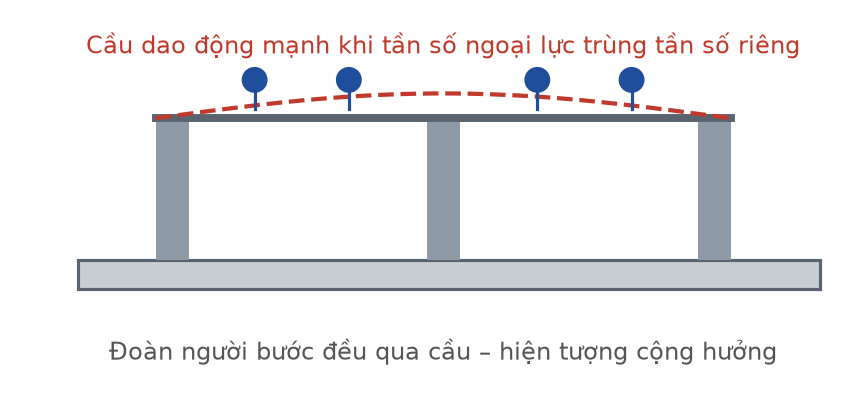 Cầu dao động mạnh khi tần số ngoại lực trùng tần số riêng
Đoàn người bước đều qua cầu – hiện tượng cộng hưởng